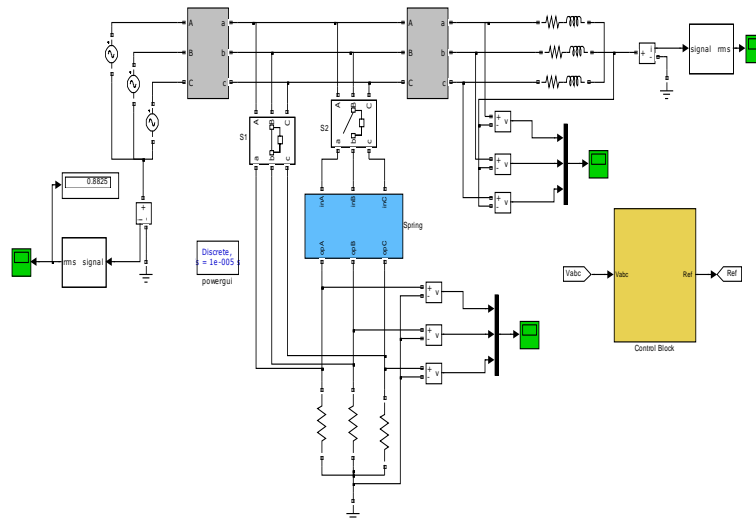 A a A a
B b B b
C c C c
signal rms
A B C
S1
a b c
A B C
S2
a b c
+ - i
+ - v
+ - v
+ - v
0.8825
+ - i
rms signal
Discrete,
s = 1e-005 s
powergui
inA inB inC
Spring
opA opB opC
Vabc
Vabc Ref
Ref
Control Block
+ - v
+ - v
+ - v